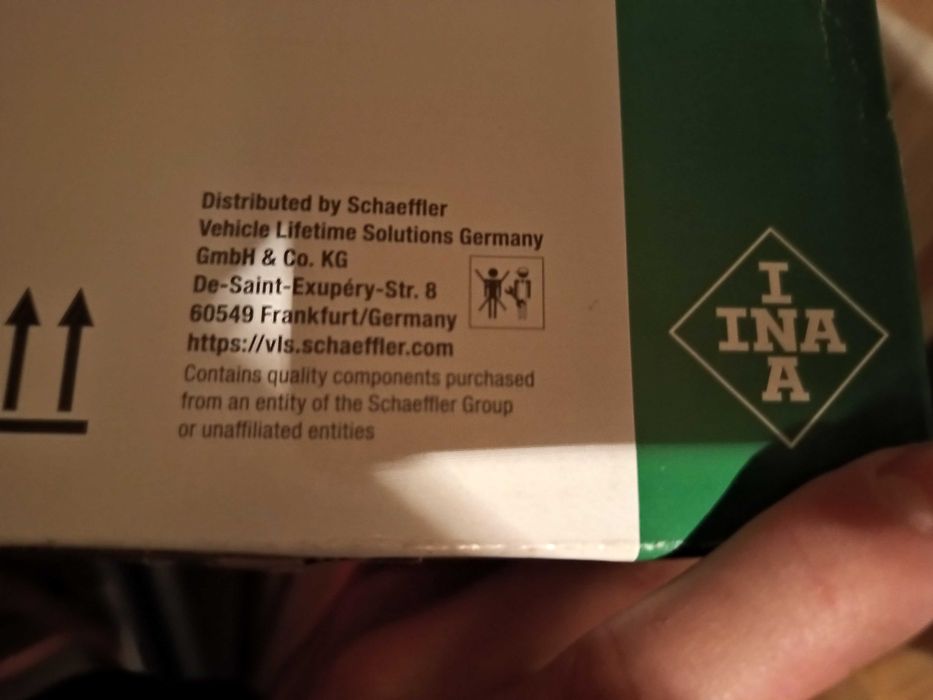 Distributed by Schaeffler
Vehicle Lifetime Solutions Germany
GmbH & Co. KG
De-Saint-Exupéry-Str. 8
60549 Frankfurt/Germany
https://vls.schaeffler.com
Contains quality components purchased
from an entity of the Schaeffler Group
or unaffiliated entities
I
INA
A